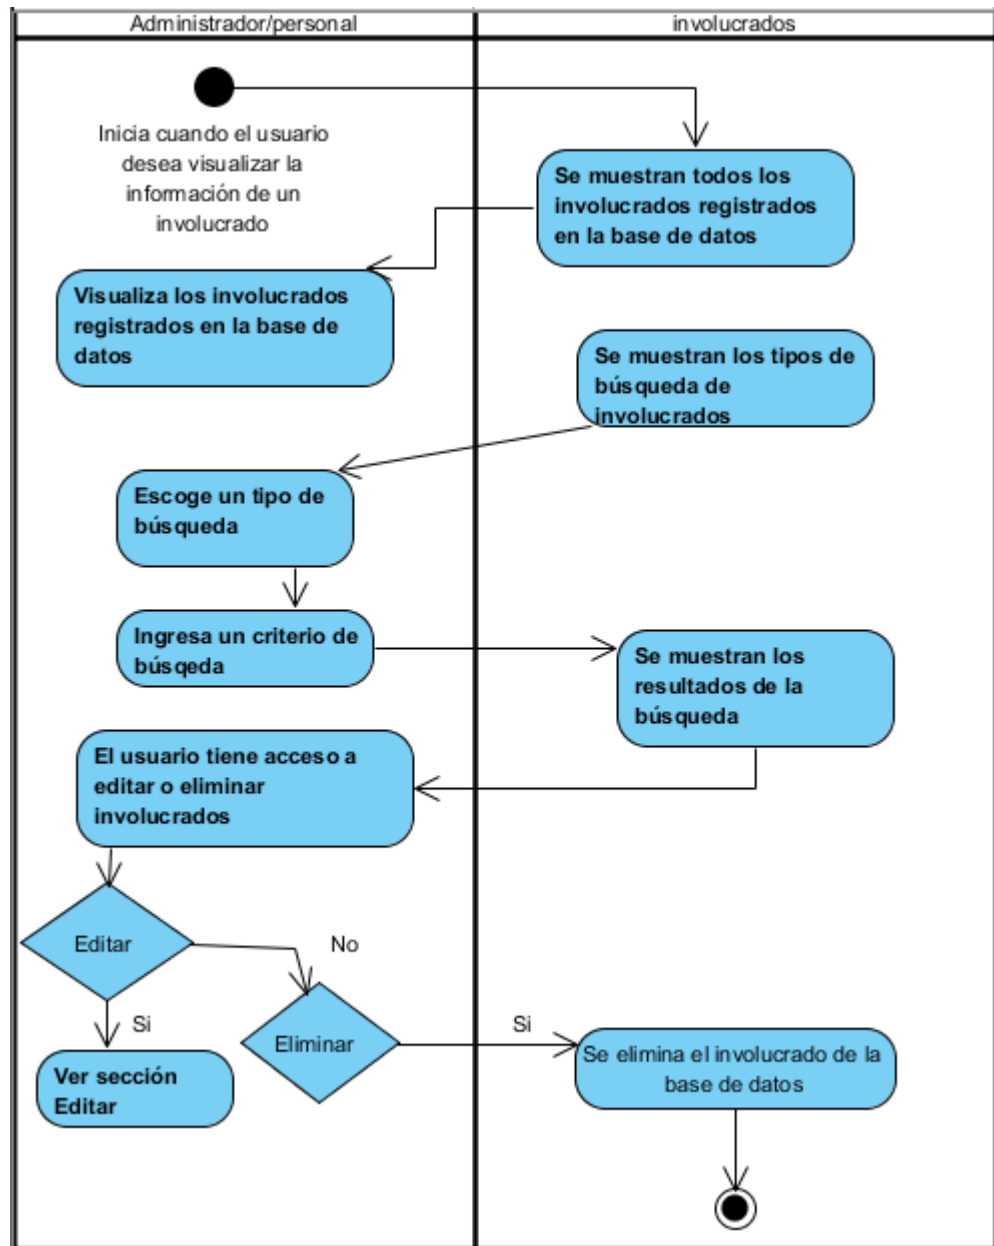 Administrador/personal
involucrados
Inicia cuando el usuario
desea visualizar la
información de un
involucrado
Se muestran todos los
involucrados registrados
en la base de datos
Visualiza los involucrados
registrados en la base de
datos
Se muestran los tipos de
búsqueda de
involucrados
Escoge un tipo de
búsqueda
Ingresa un criterio de
búsqeda
Se muestran los
resultados de la
búsqueda
El usuario tiene acceso a
editar o eliminar
involucrados
Editar
No
Si
Eliminar
Si
Ver sección
Editar
Se elimina el involucrado de la
base de datos